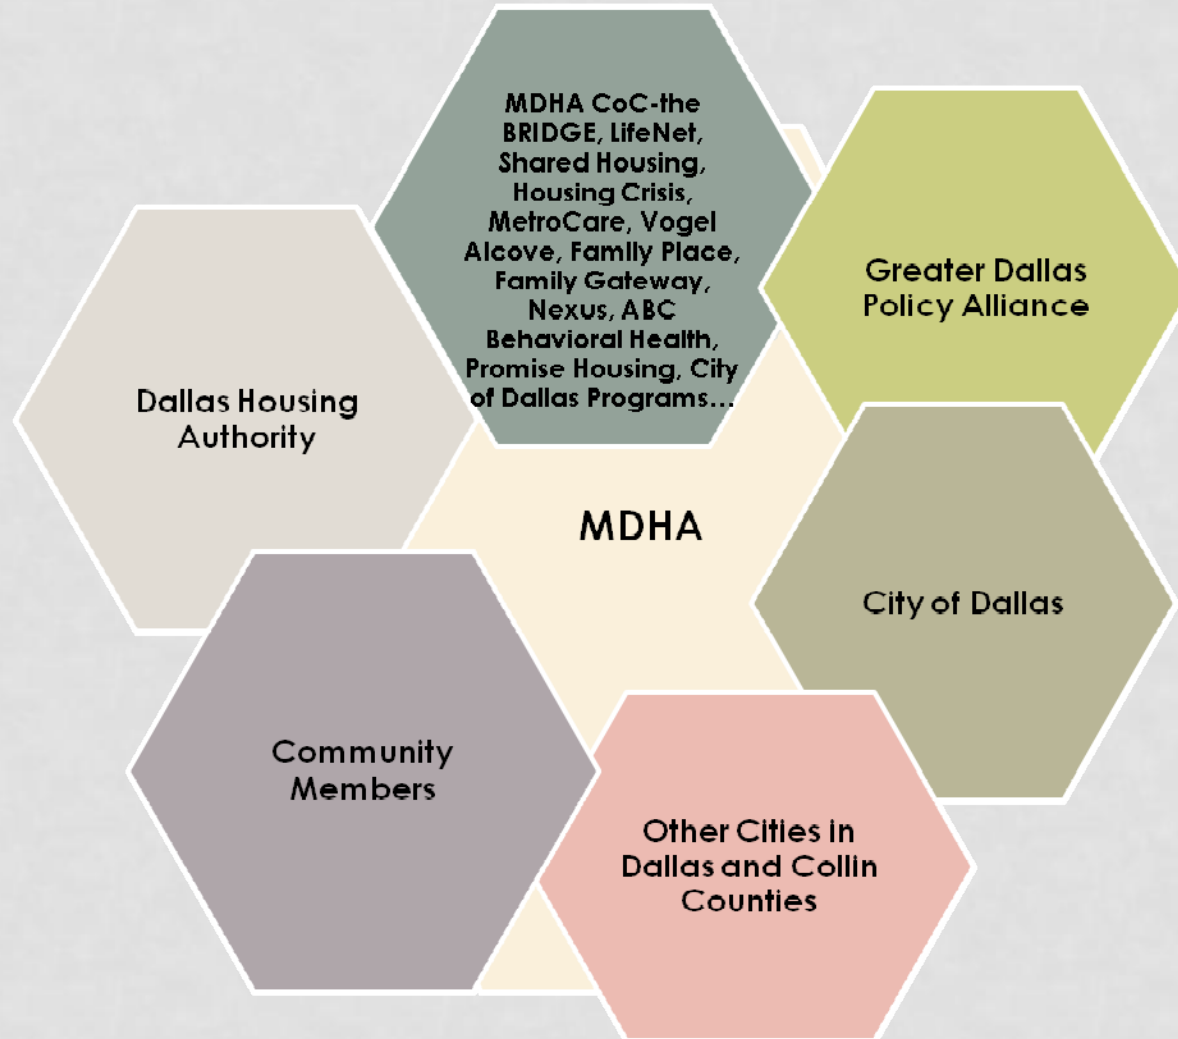 MDHA CoC-the
BRIDGE, LifeNet,
Shared Housing,
Housing Crisis,
MetroCare, Vogel
Alcove, Family Place,
Family Gateway,
Nexus, ABC
Behavioral Health,
Promise Housing, City
of Dallas Programs...
Greater Dallas
Policy Alliance
Dallas Housing
Authority
MDHA
City of Dallas
Community
Members
Other Cities in
Dallas and Collin
Counties